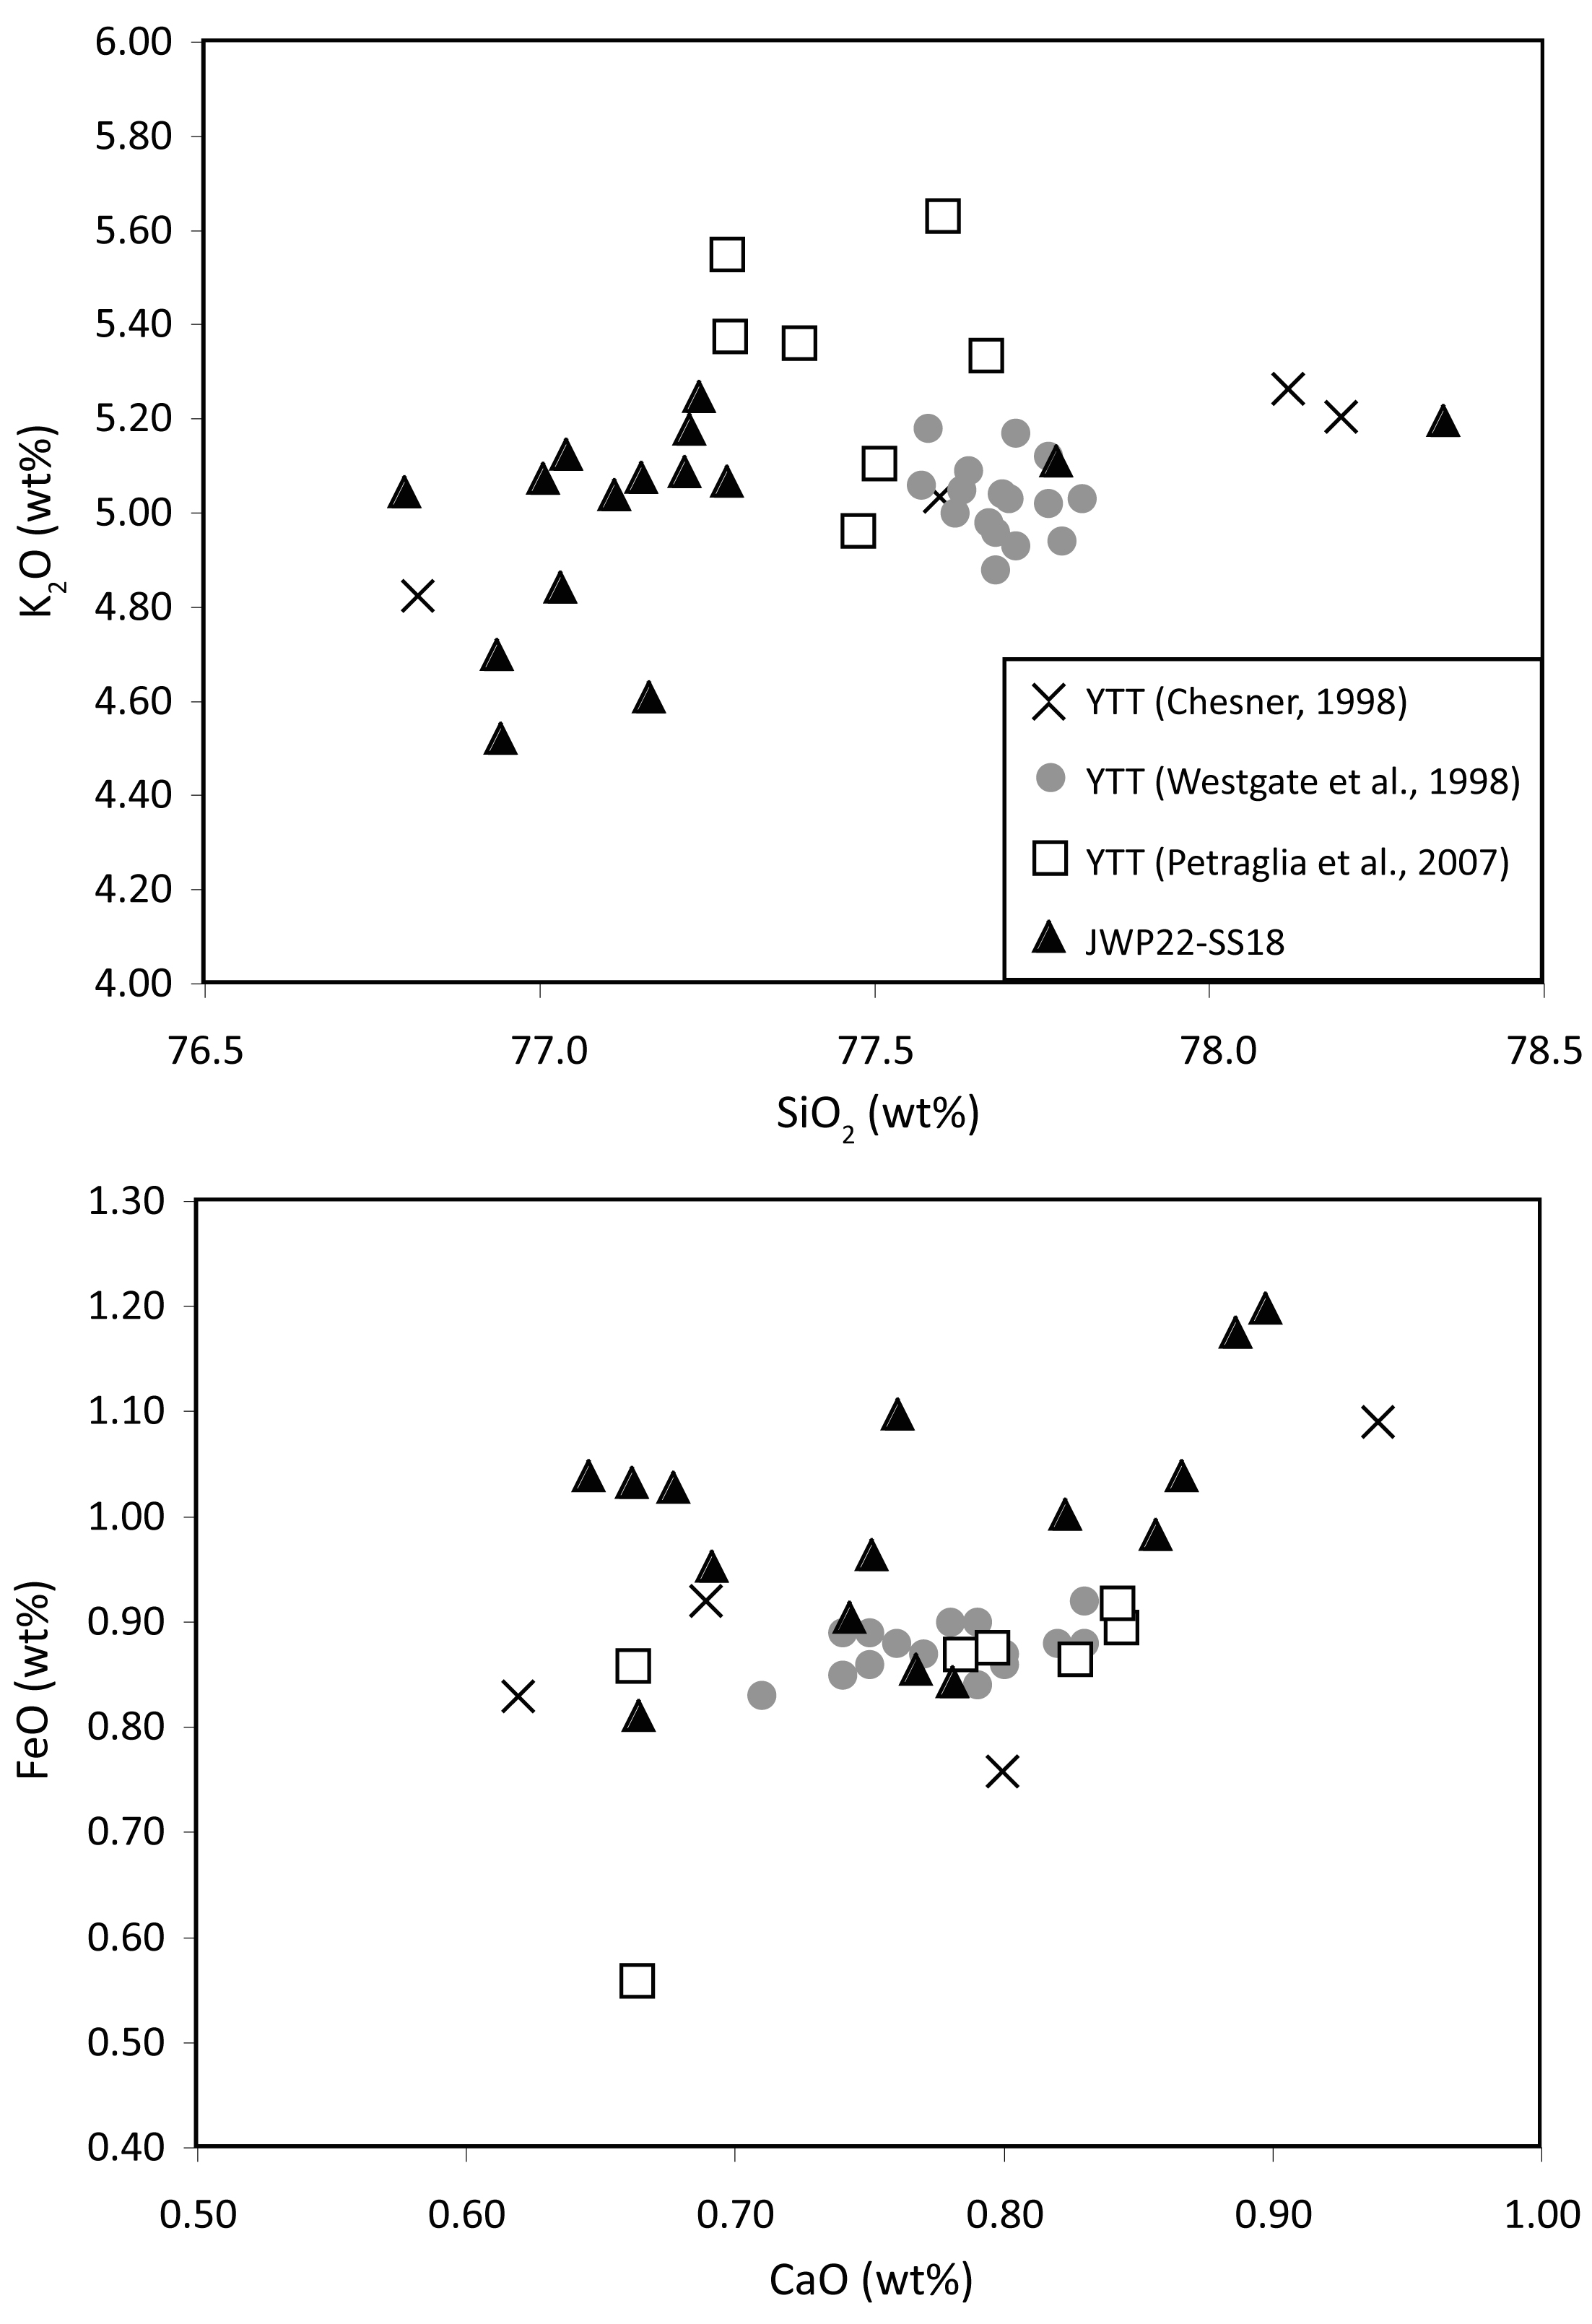 6.00
5.80
5.60
5.40
5.20
5.00
4.80
4.60
4.40
4.20
4.00
K2O (wt%)
YTT (Chesner, 1998)
YTT (Westgate et al., 1998)
YTT (Petraglia et al., 2007)
JWP22-SS18
76.5 77.0 77.5 78.0 78.5
SiO2 (wt%)
1.30
1.20
1.10
1.00
0.90
0.80
0.70
0.60
0.50
0.40
FeO (wt%)
0.50 0.60 0.70 0.80 0.90 1.00
CaO (wt%)